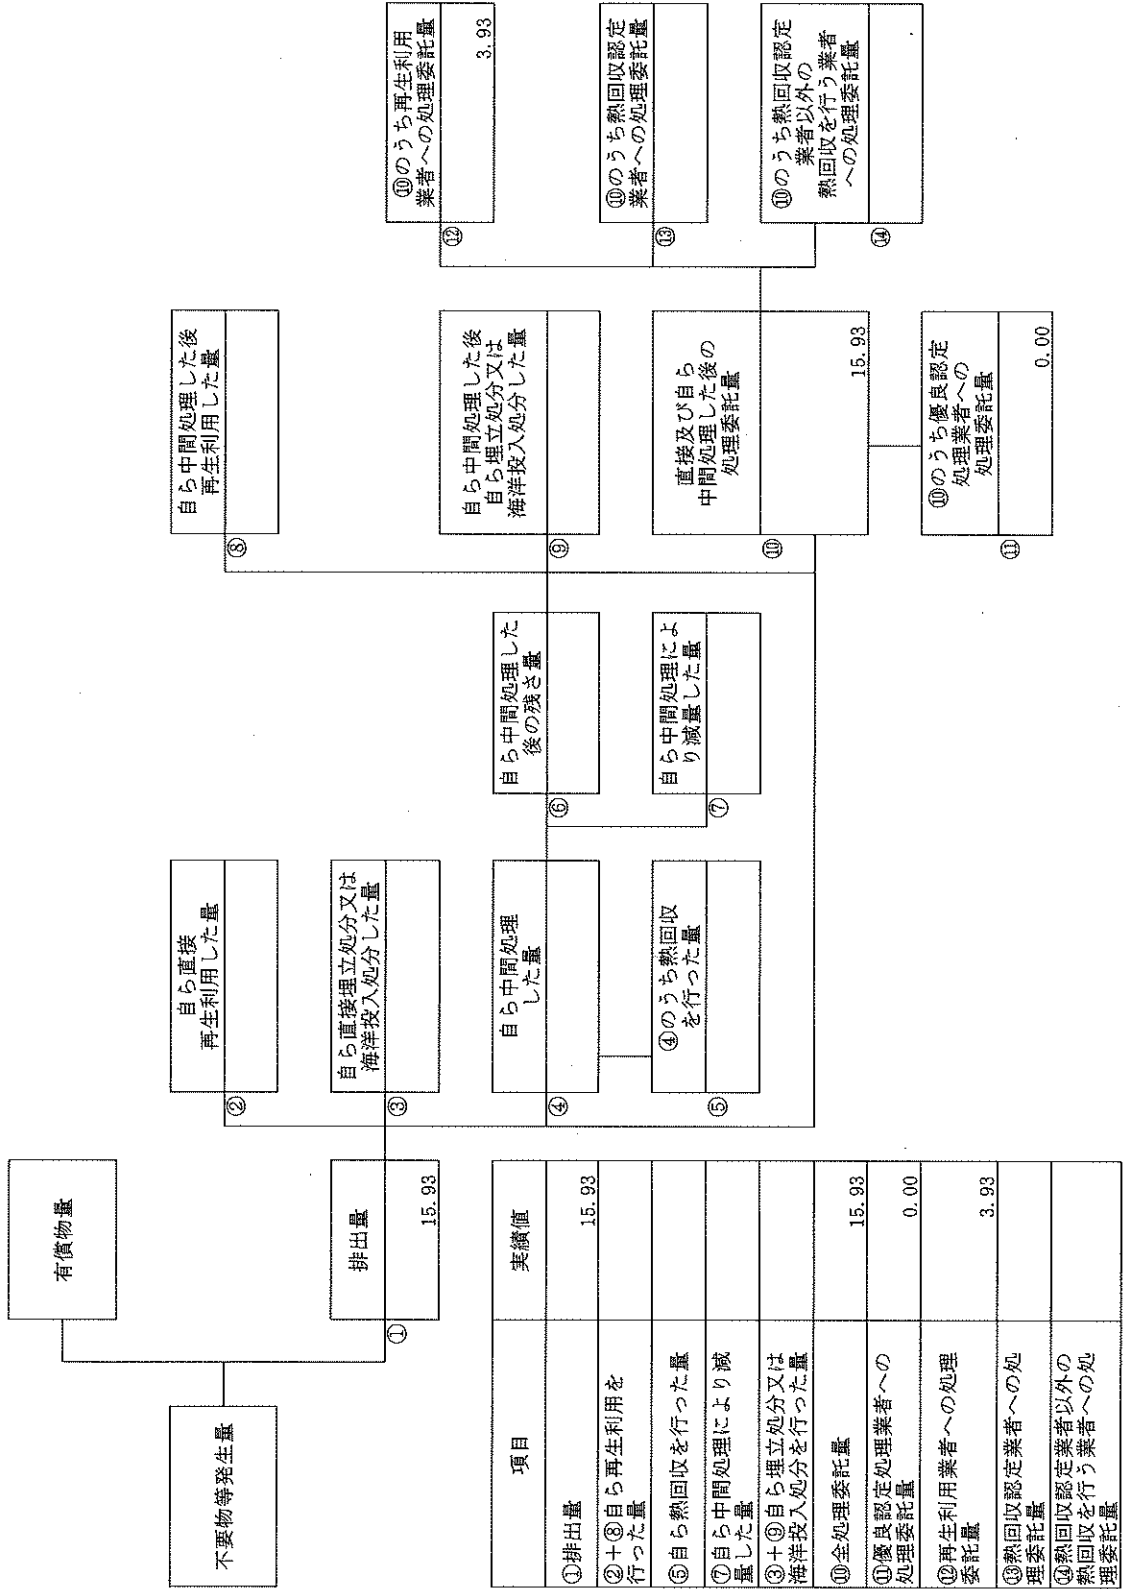 不要物等発生量
有償物量
排出量
①
15.93
自ら直接
再生利用した量
②
自ら直接埋立処分又は
海洋投入処分した量
③
自ら中間処理
した量
④
④のうち熱回収
を行った量
⑤
自ら中間処理した
後の残さ量
⑥
自ら中間処理によ
り減量した量
⑦
自ら中間処理した後
再生利用した量
⑧
自ら中間処理した後
自ら埋立処分又は
海洋投入処分した量
⑨
直接及び自ら
中間処理した後の
処理委託量
⑩
15.93
⑩のうち優良認定
処理業者への
処理委託量
⑪
0.00
⑩のうち再生利用
業者への処理委託量
⑫
3.93
⑩のうち熱回収認定
業者への処理委託量
⑬
⑩のうち熱回収認定
業者以外の
熱回収を行う業者
への処理委託量
⑭
項目
実績値
①排出量
15.93
②+⑧自ら再生利用を
行った量
⑤自ら熱回収を行った量
⑦自ら中間処理により減
量した量
③+⑨自ら埋立処分又は
海洋投入処分を行った量
⑩全処理委託量
15.93
⑪優良認定処理業者への
処理委託量
0.00
⑫再生利用業者への処理
委託量
3.93
⑬熱回収認定業者への処
理委託量
⑭熱回収認定業者以外の
熱回収を行う業者への処
理委託量